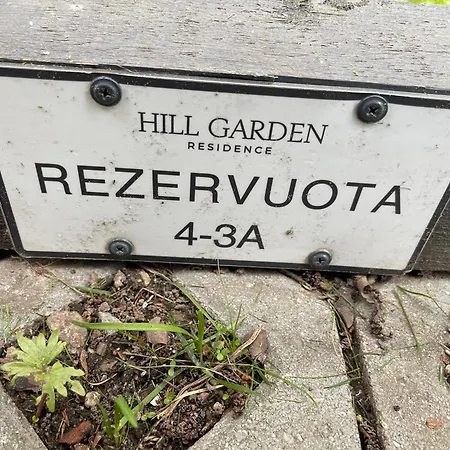 HILL GARDEN
RESIDENCE
REZERVUOTA
4-3A